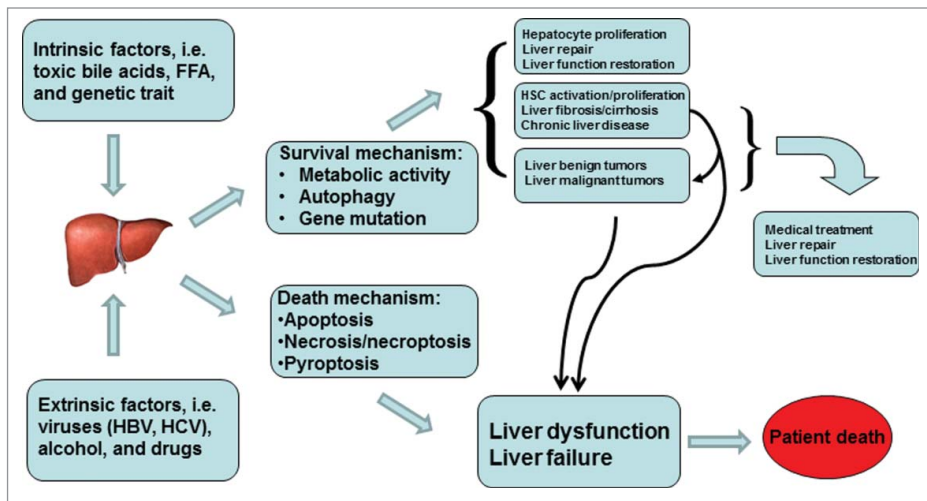 Intrinsic factors, i.e.
toxic bile acids, FFA,
and genetic trait
Extrinsic factors, i.e.
viruses (HBV, HCV),
alcohol, and drugs
Survival mechanism:
• Metabolic activity
• Autophagy
• Gene mutation
Death mechanism:
•Apoptosis
•Necrosis/necroptosis
•Pyroptosis
Hepatocyte proliferation
Liver repair
Liver function restoration
HSC activation/proliferation
Liver fibrosis/cirrhosis
Chronic liver disease
Liver benign tumors
Liver malignant tumors
Medical treatment
Liver repair
Liver function restoration
Liver dysfunction
Liver failure
Patient death